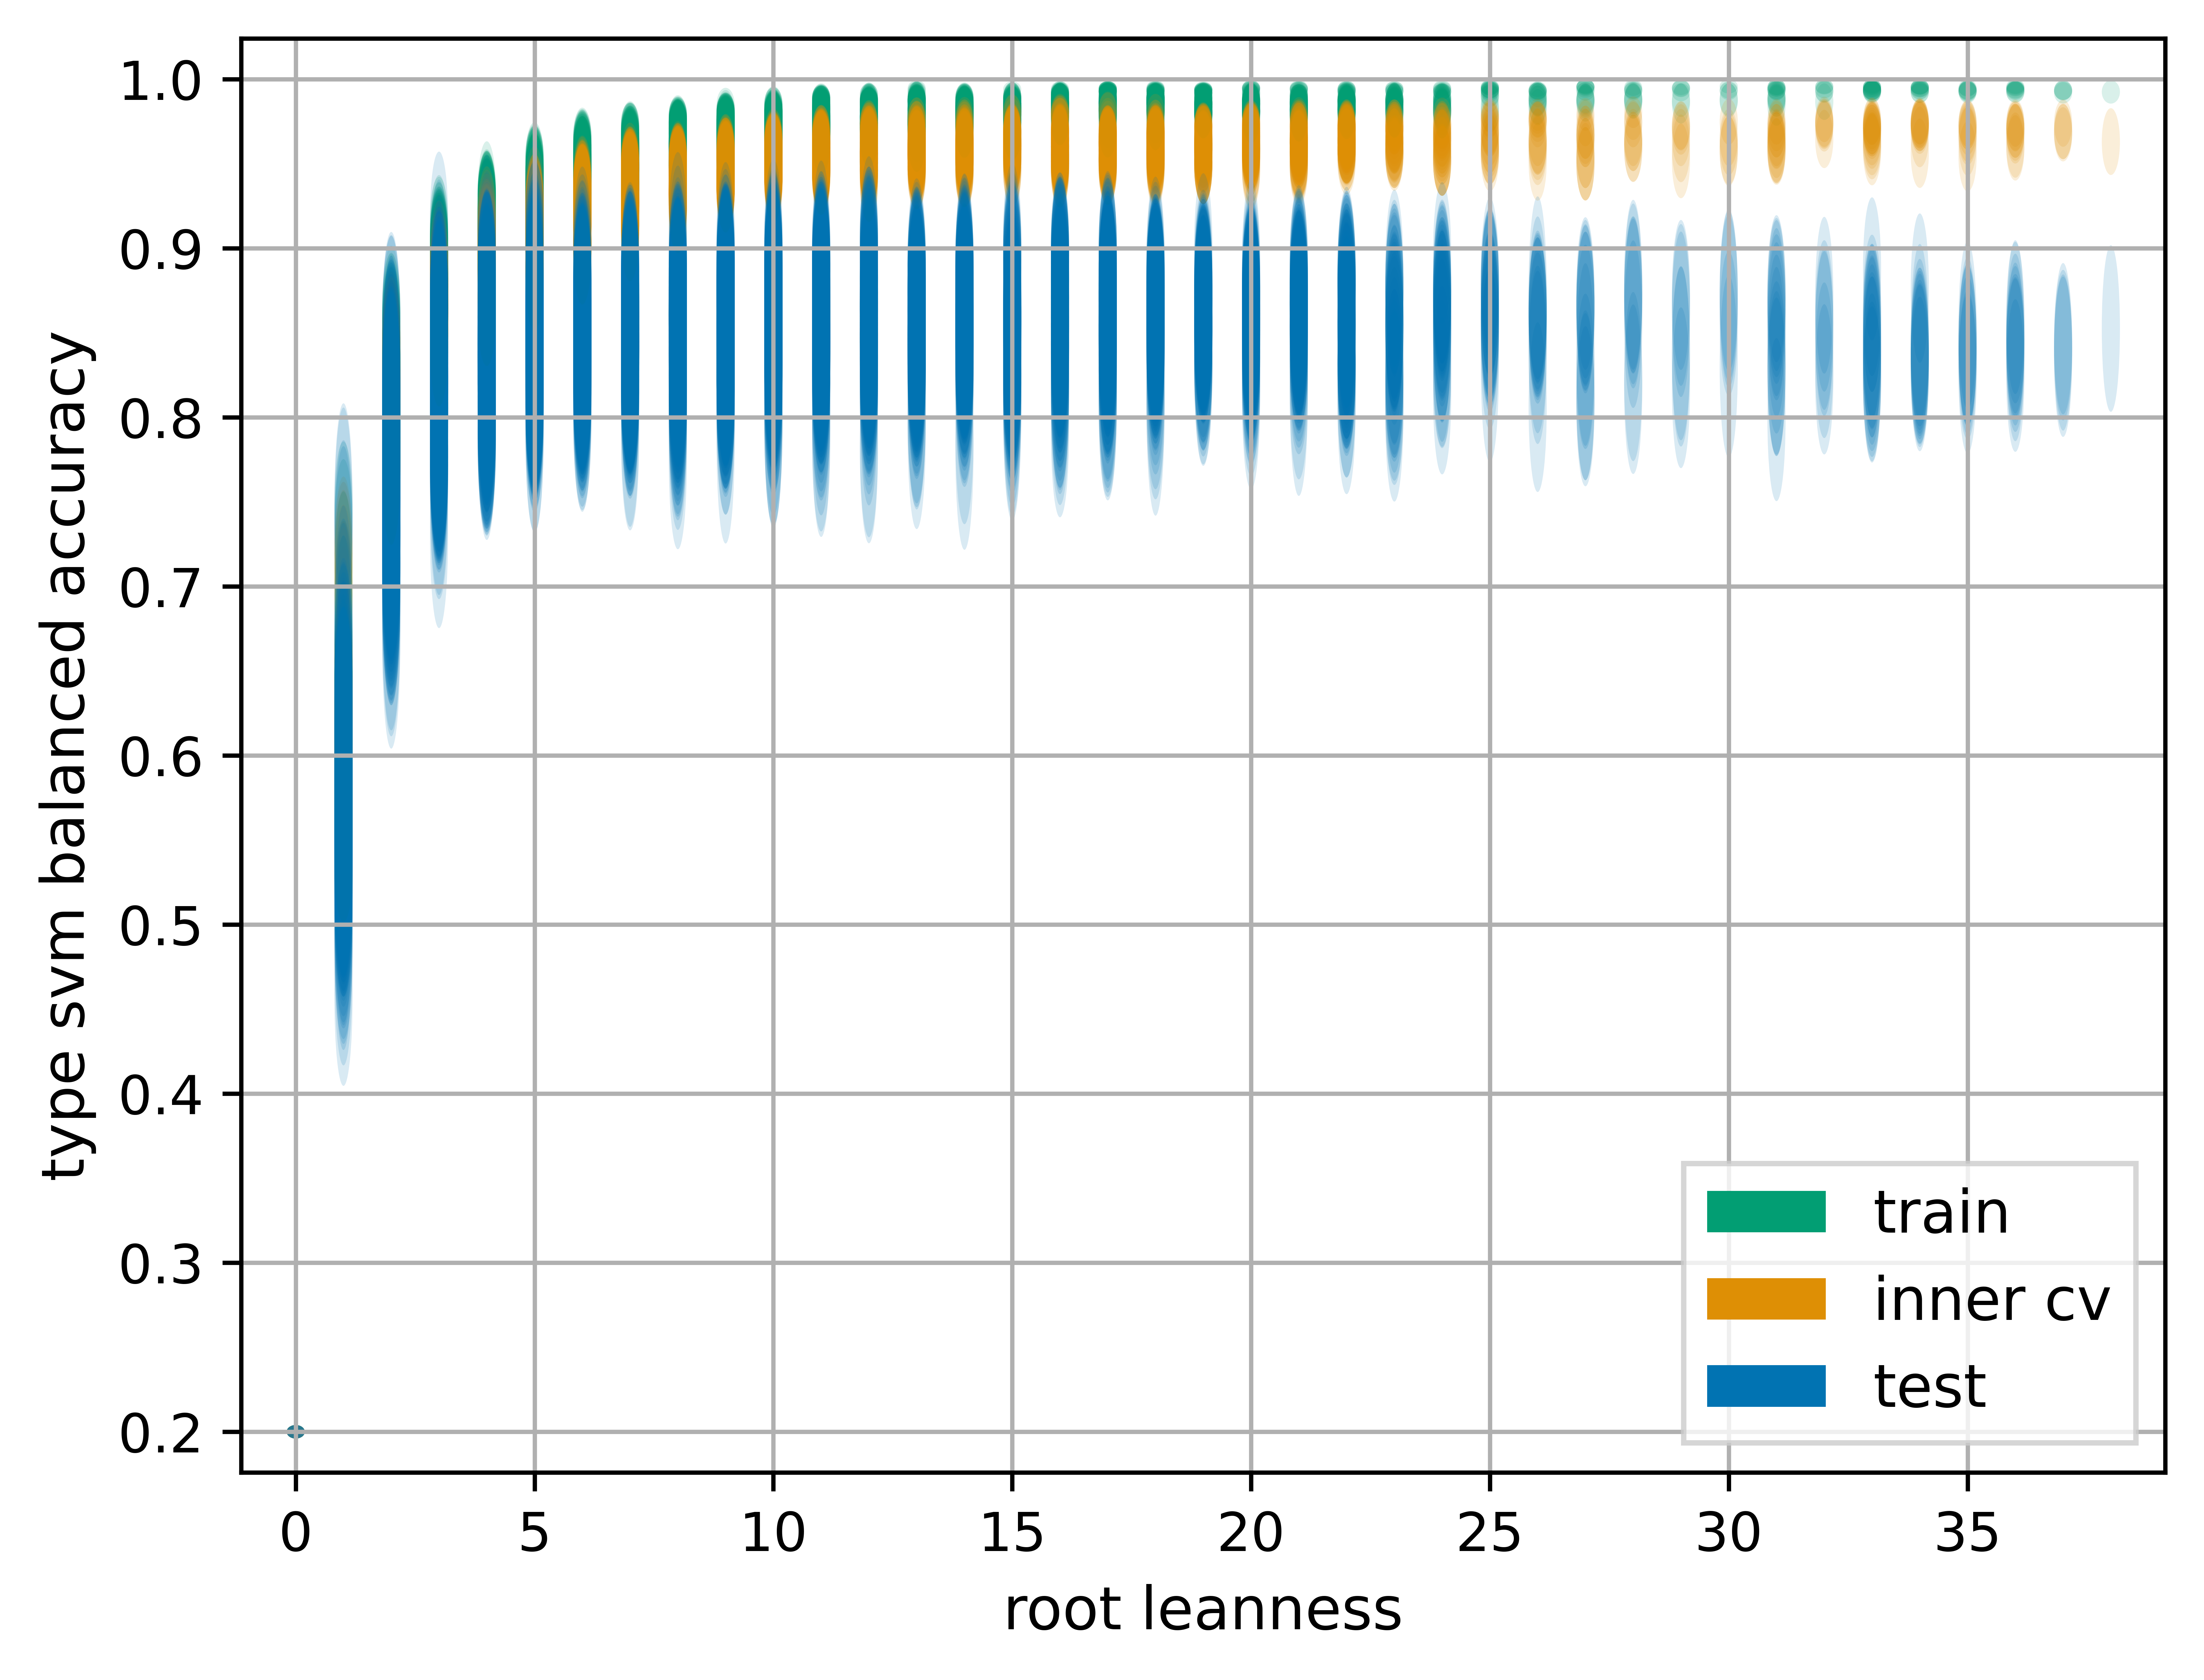 type svm balanced accuracy
1.0
0.9
0.8
0.7
0.6
0.5
0.4
0.3
0.2
0 5 10 15 20 25 30 35
root leanness
train
inner cv
test